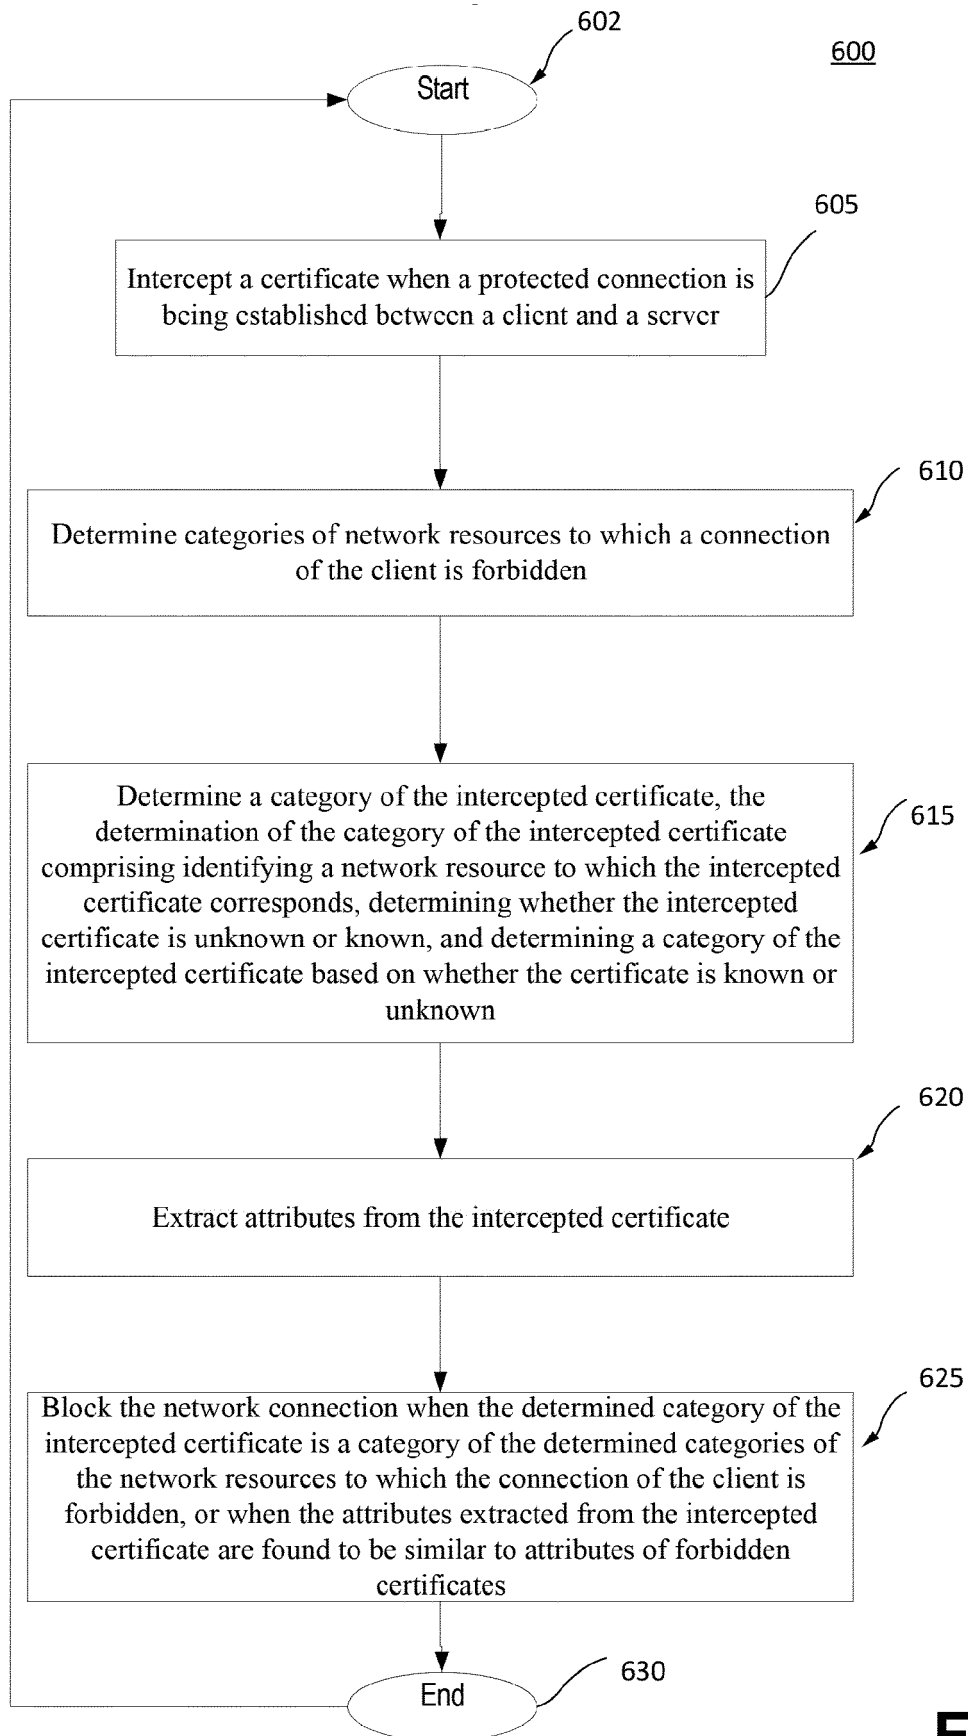 602
600
Start
605
Intercept a certificate when a protected connection is
being established between a client and a server
610
Determine categories of network resources to which a connection
of the client is forbidden
Determine a category of the intercepted certificate, the
determination of the category of the intercepted certificate
comprising identifying a network resource to which the intercepted
certificate corresponds, determining whether the intercepted
certificate is unknown or known, and determining a category of the
intercepted certificate based on whether the certificate is known or
unknown
615
620
Extract attributes from the intercepted certificate
625
Block the network connection when the determined category of the
intercepted certificate is a category of the determined categories of
the network resources to which the connection of the client is
forbidden, or when the attributes extracted from the intercepted
certificate are found to be similar to attributes of forbidden
certificates
630
End